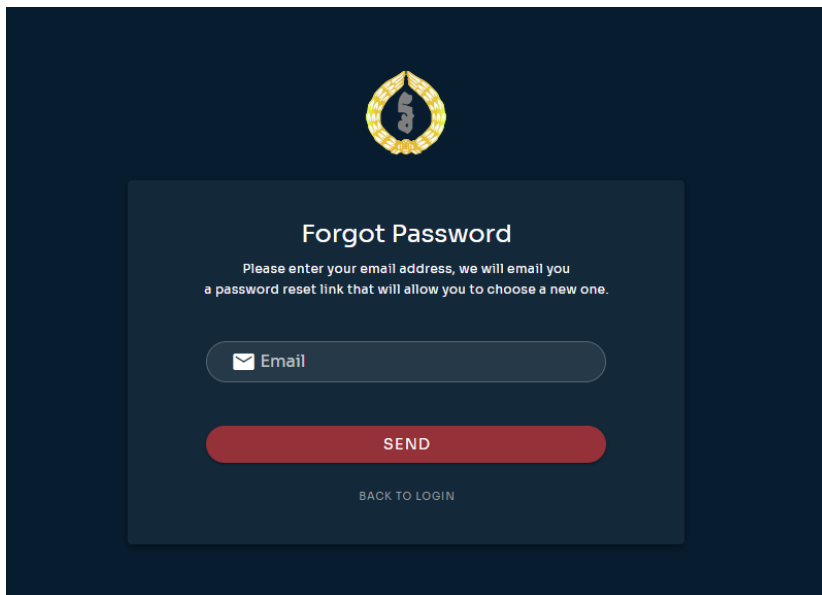 Forgot Password
Please enter your email address, we will email you
a password reset link that will allow you to choose a new one.
Email
SEND
BACK TO LOGIN